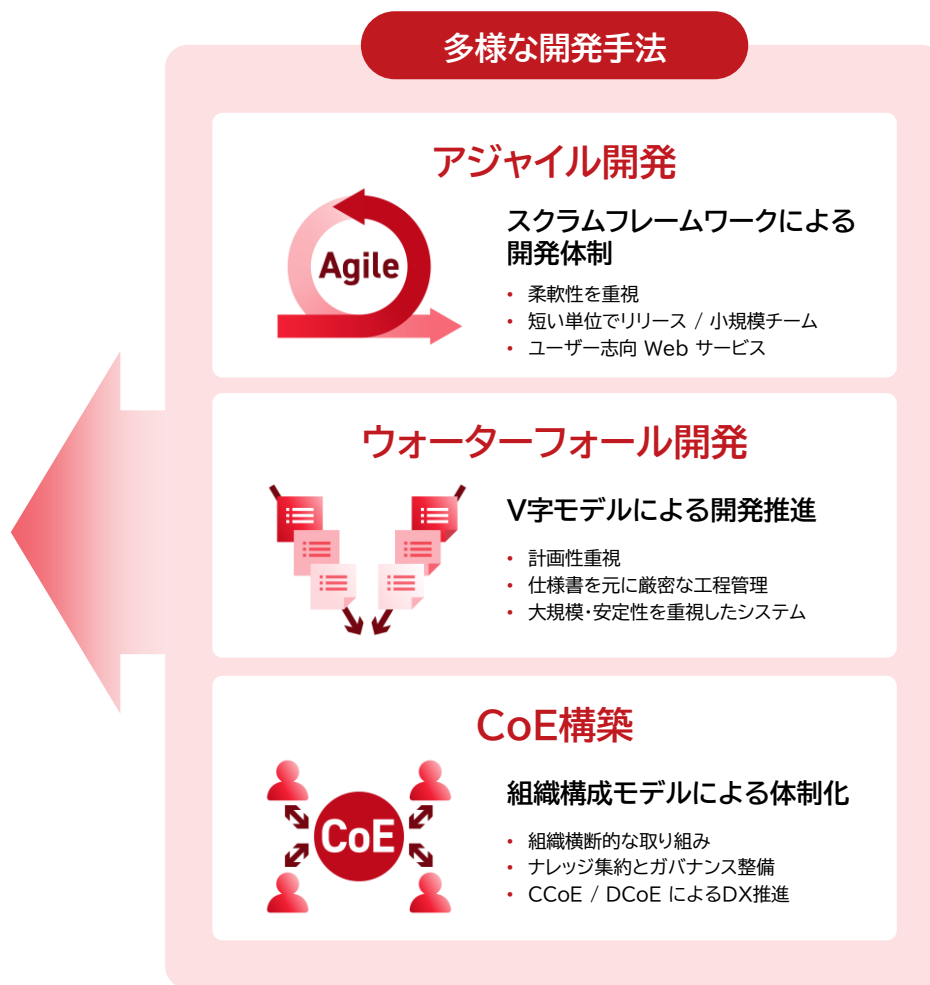 多様な開発手法
アジャイル開発
Agile
スクラムフレームワークによる
開発体制
• 柔軟性を重視
• 短い単位でリリース / 小規模チーム
• ユーザー志向 Web サービス
ウォーターフォール開発
V字モデルによる開発推進
• 計画性重視
• 仕様書を元に厳密な工程管理
• 大規模・安定性を重視したシステム
CoE構築
CoE
組織構成モデルによる体制化
• 組織横断的な取り組み
• ナレッジ集約とガバナンス整備
• CCoE / DCoE によるDX推進